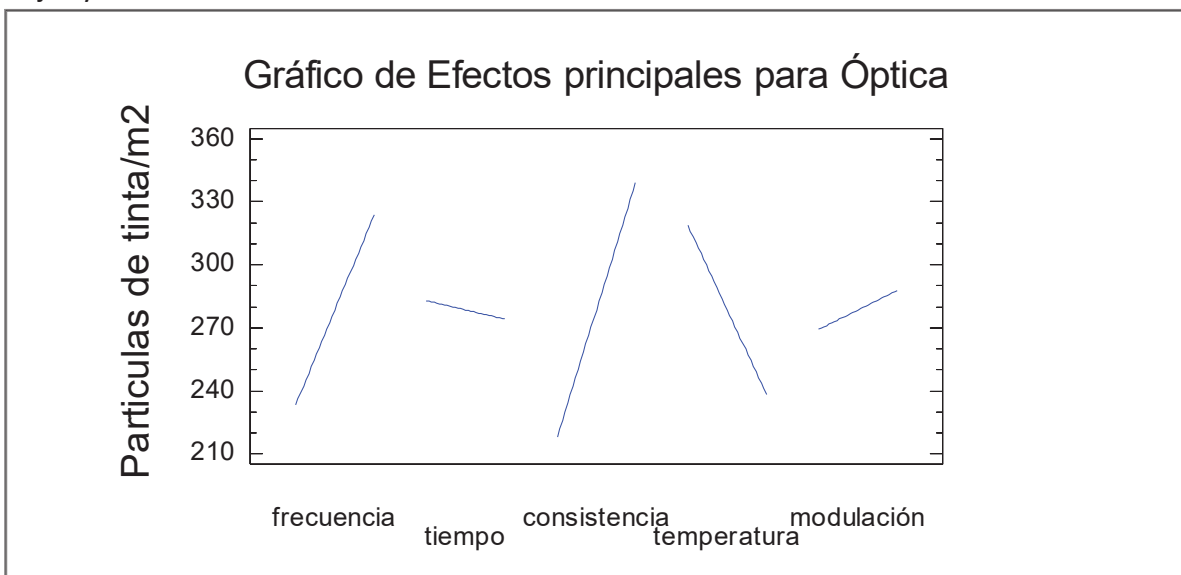 Gráfico de Efectos principales para Óptica
Particulas de tinta/m2
360
330
300
270
240
210
frecuencia
tiempo
consistencia
temperatura
modulación